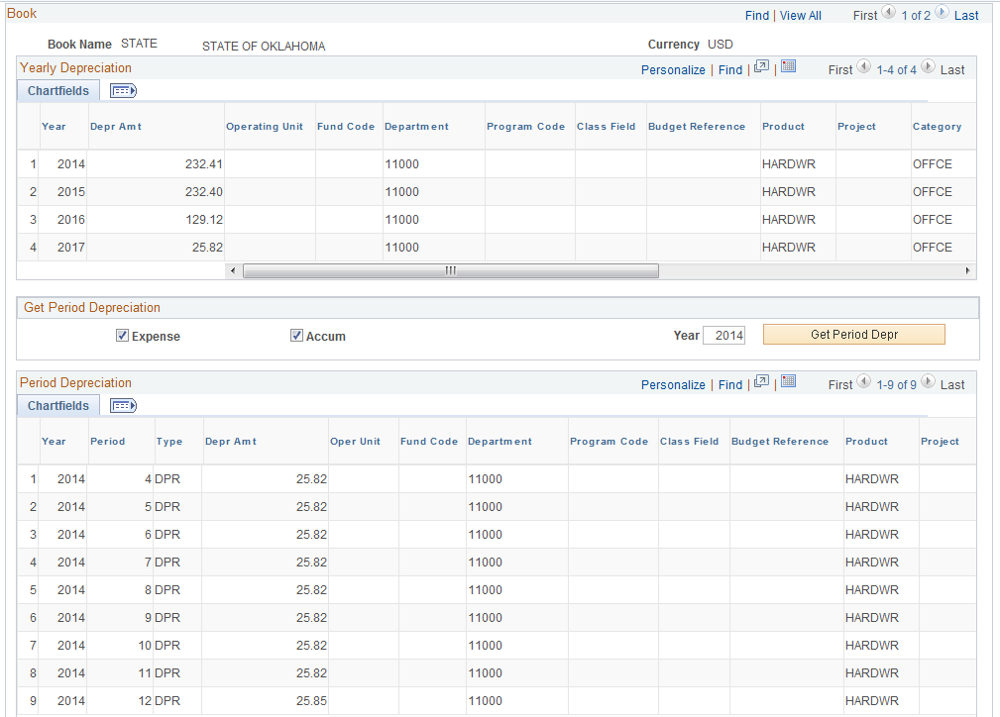 Book Find | View All First 1 of 2 Last
Book Name STATE STATE OF OKLAHOMA Currency USD
Yearly Depreciation Personalize | Find | | First 1-4 of 4 Last
Chartfields
Year Depr Amt Operating Unit Fund Code Department Program Code Class Field Budget Reference Product Project Category
1 2014 232.41 11000 HARDWR OFFCE
2 2015 232.40 11000 HARDWR OFFCE
3 2016 129.12 11000 HARDWR OFFCE
4 2017 25.82 11000 HARDWR OFFCE
Get Period Depreciation
Expense Accum Year 2014 Get Period Depr
Period Depreciation Personalize | Find | | First 1-9 of 9 Last
Chartfields
Year Period Type Depr Amt Oper Unit Fund Code Department Program Code Class Field Budget Reference Product Project
1 2014 4 DPR 25.82 11000 HARDWR
2 2014 5 DPR 25.82 11000 HARDWR
3 2014 6 DPR 25.82 11000 HARDWR
4 2014 7 DPR 25.82 11000 HARDWR
5 2014 8 DPR 25.82 11000 HARDWR
6 2014 9 DPR 25.82 11000 HARDWR
7 2014 10 DPR 25.82 11000 HARDWR
8 2014 11 DPR 25.82 11000 HARDWR
9 2014 12 DPR 25.85 11000 HARDWR